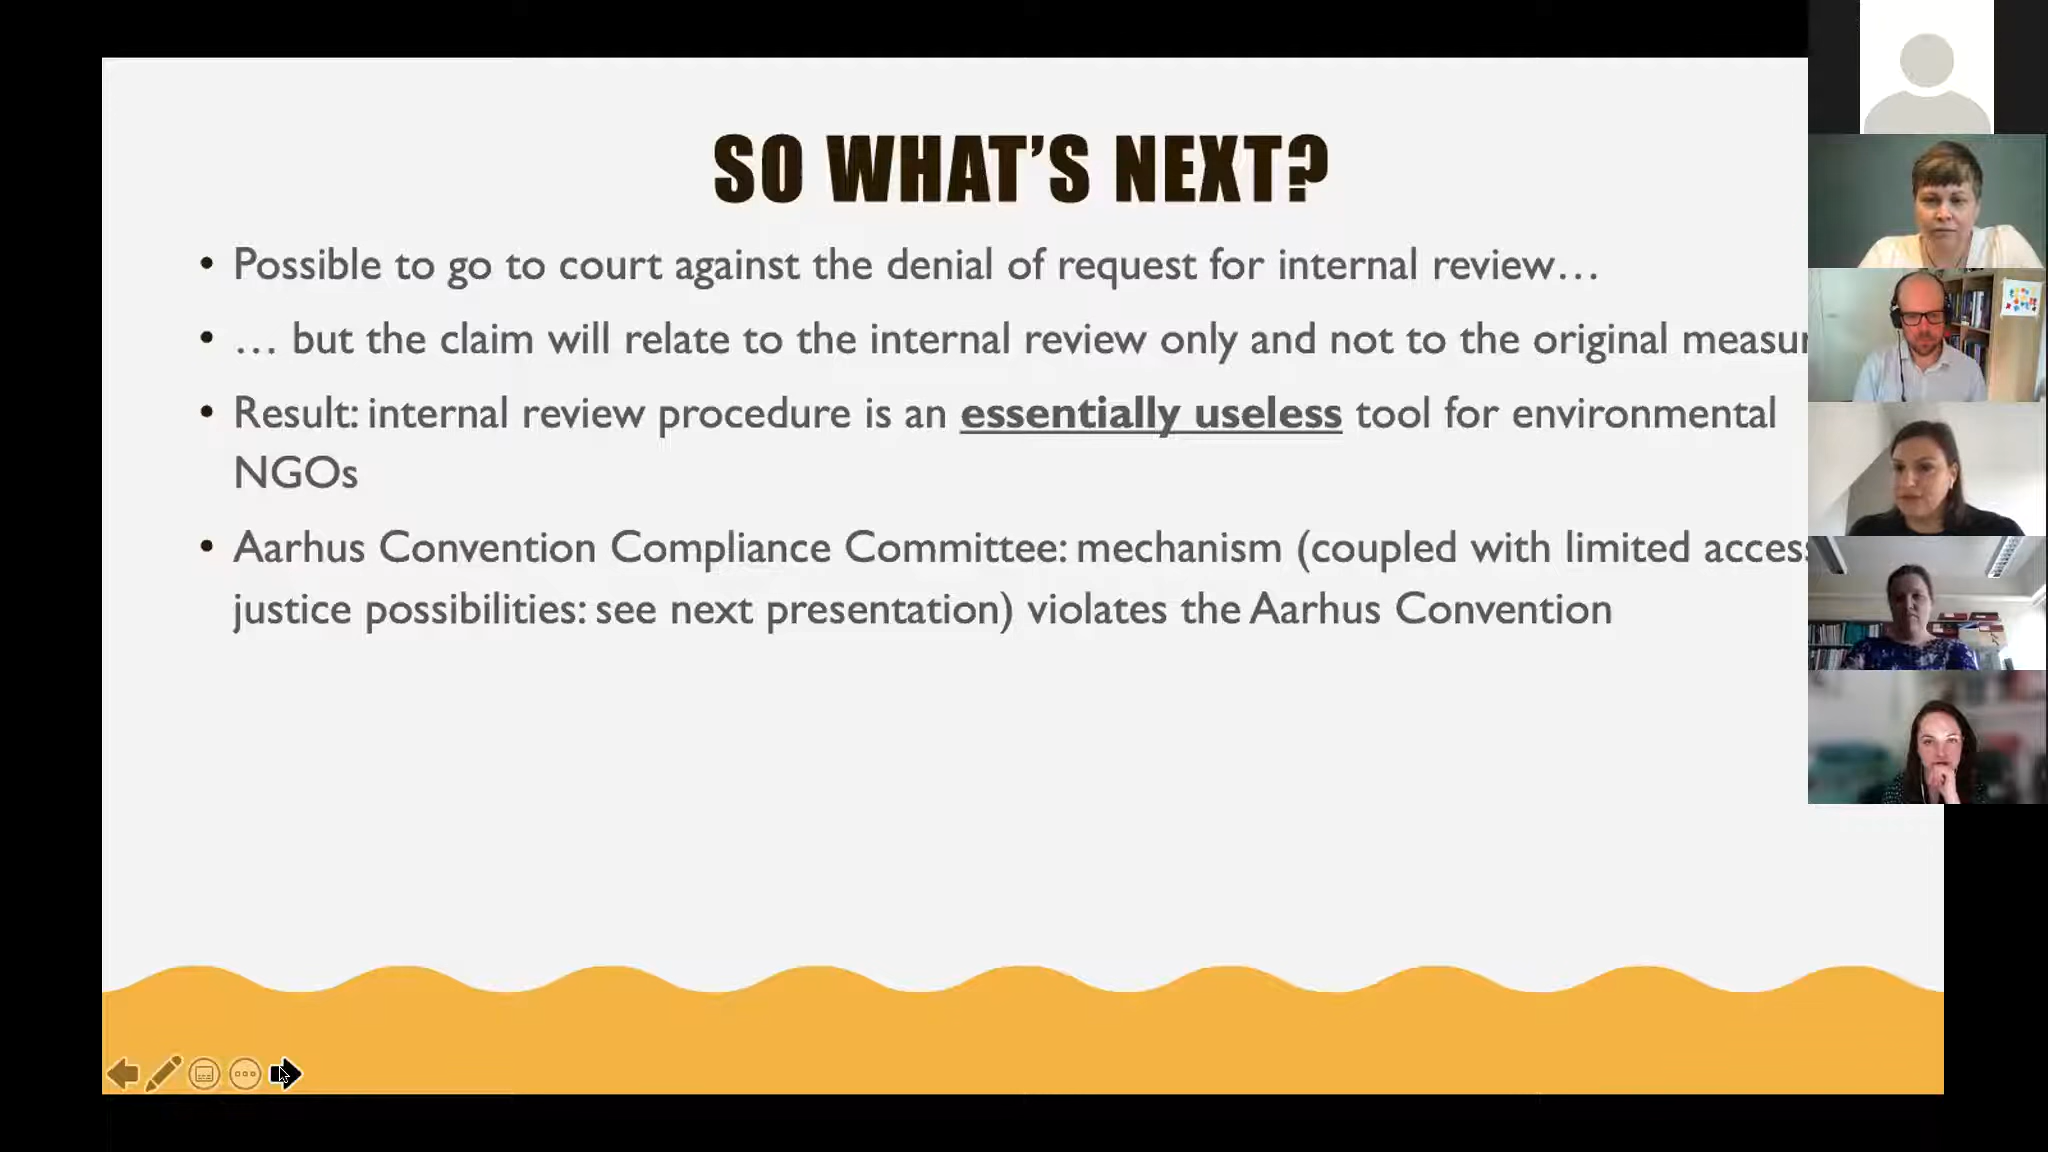 SO WHAT'S NEXT?
• Possible to go to court against the denial of request for internal review…
• … but the claim will relate to the internal review only and not to the original
• Result: internal review procedure is an essentially useless tool for environmental
NGOs
• Aarhus Convention Compliance Committee: mechanism (coupled with limited access
justice possibilities: see next presentation) violates the Aarhus Convention